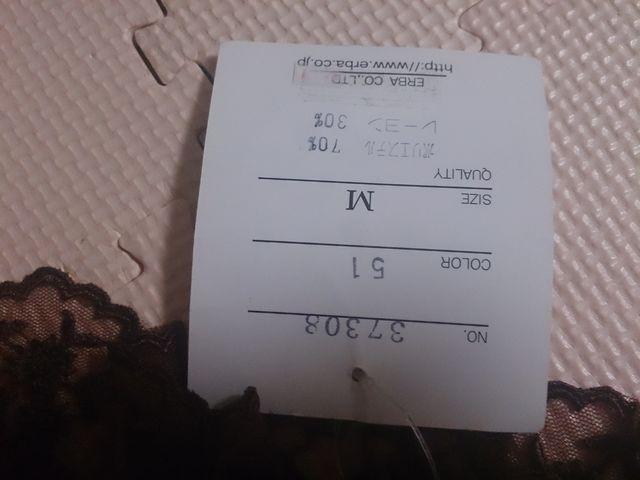 NO. 37308
COLOR 51
SIZE M
QUALITY
ポリエステル 70%
レーヨン 30%
ERBA CO.,LTD.
http://www.erba.co.jp